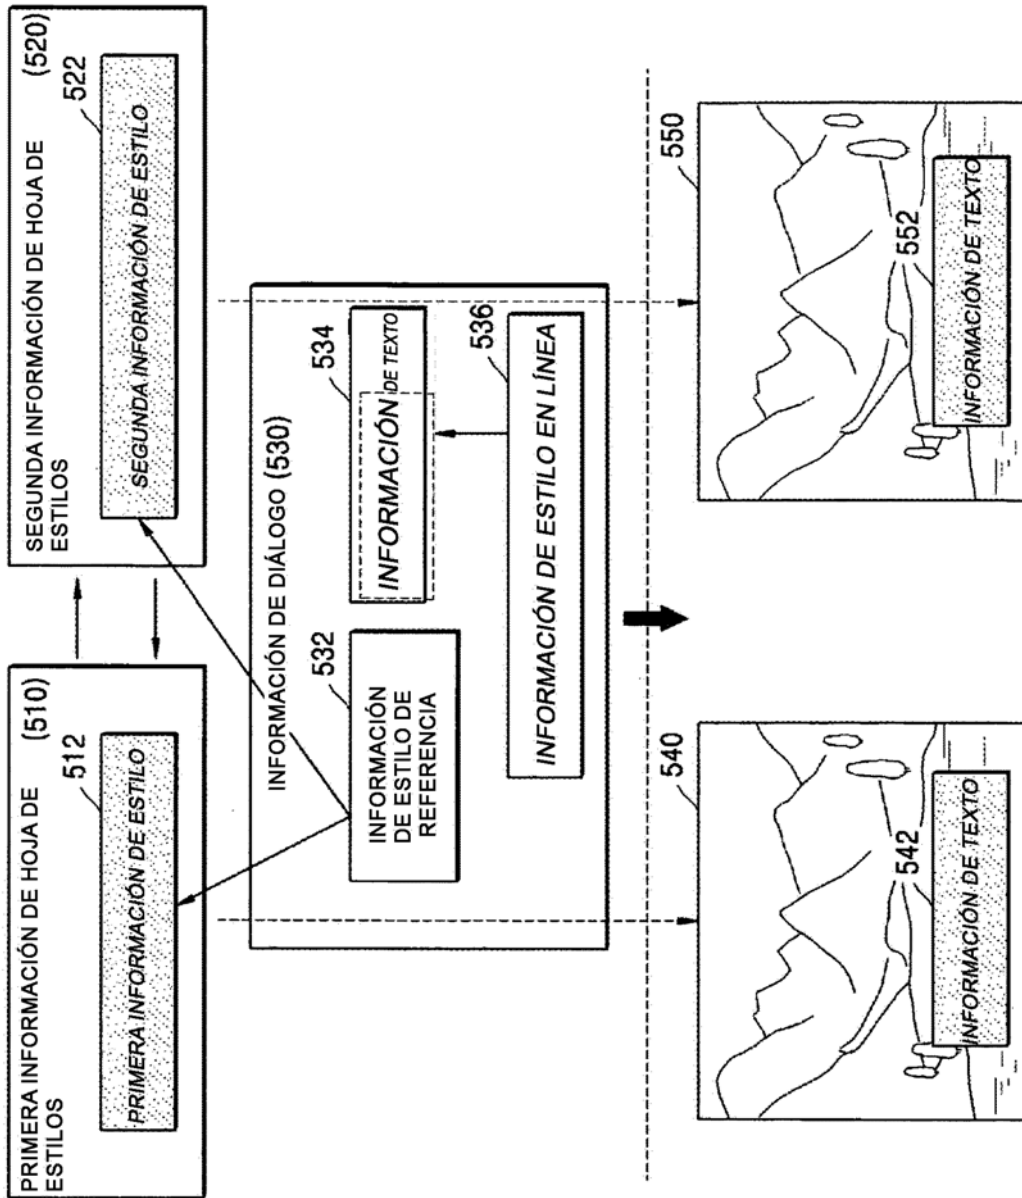 PRIMERA INFORMACIÓN DE HOJA DE
ESTILOS
(510)
512
PRIMERA INFORMACIÓN DE ESTILO
SEGUNDA INFORMACIÓN DE HOJA DE
ESTILOS
(520)
522
SEGUNDA INFORMACIÓN DE ESTILO
INFORMACIÓN DE DIÁLOGO (530)
532
INFORMACIÓN
DE ESTILO DE
REFERENCIA
534
INFORMACIÓN DE TEXTO
536
INFORMACIÓN DE ESTILO EN LÍNEA
540
542
INFORMACIÓN DE TEXTO
550
552
INFORMACIÓN DE TEXTO